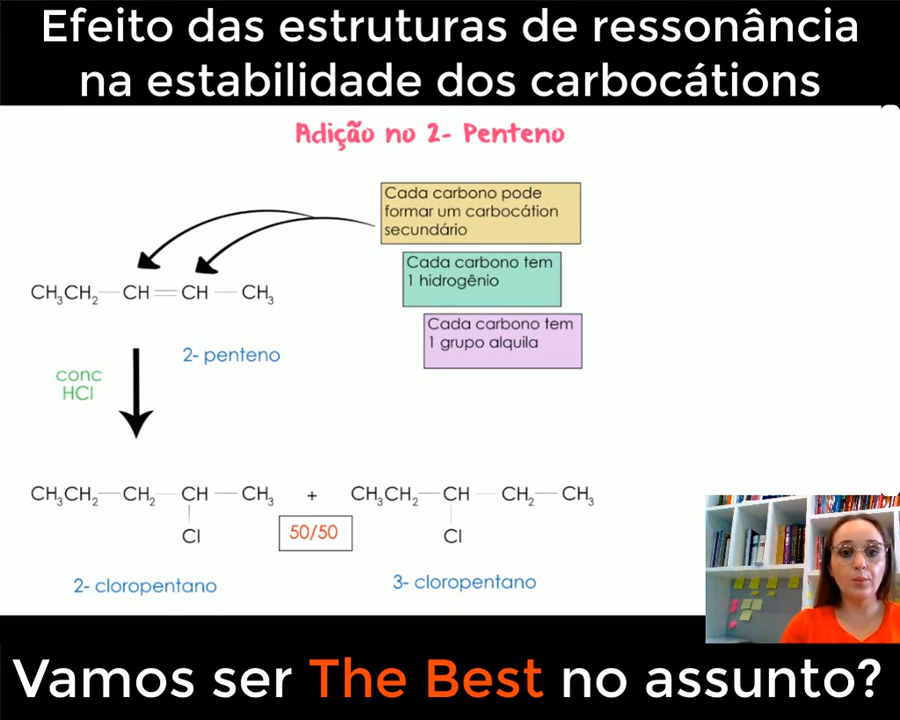 Efeito das estruturas de ressonância
na estabilidade dos carbocátions
Adição no 2- Penteno
Cada carbono pode
formar um carbocátion
secundário
Cada carbono tem
1 hidrogênio
Cada carbono tem
1 grupo alquila
CH₃CH₂—CH=CH—CH₃
2- penteno
conc
HCl
CH₃CH₂—CH₂—CH—CH₃ + CH₃CH₂—CH—CH₂—CH₃
Cl 50/50 Cl
2- cloropentano 3- cloropentano
Vamos ser The Best no assunto?